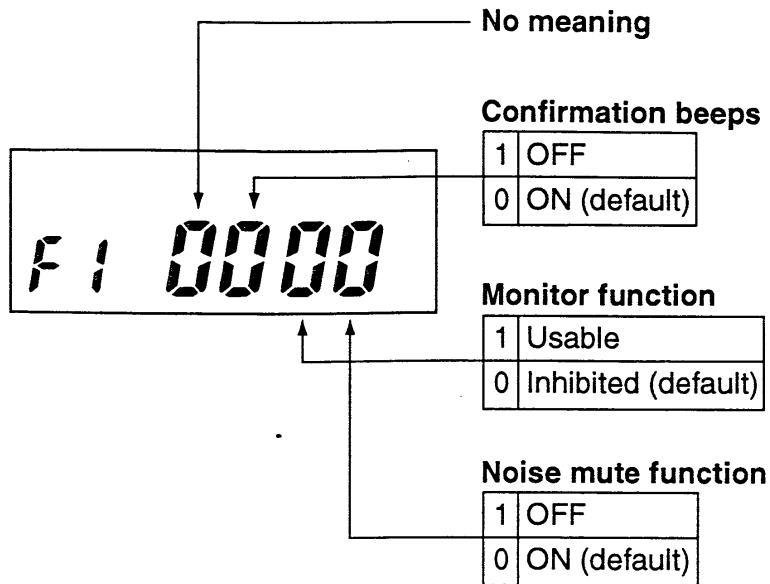 No meaning
Confirmation beeps
1 OFF
0 ON (default)
F1 0000
Monitor function
1 Usable
0 Inhibited (default)
Noise mute function
1 OFF
0 ON (default)